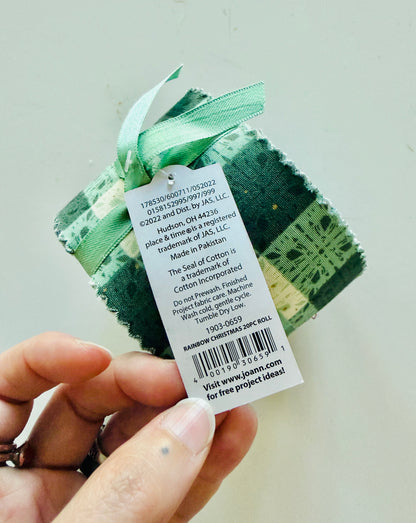 178530/600711/052022
0158152995/997/999
©2022 and Dist. by JAS, LLC.
Hudson, OH 44236
place & time® is a registered
trademark of JAS, LLC.
Made in Pakistan
The Seal of Cotton is
a trademark of
Cotton Incorporated
Do not Prewash. Finished
Project fabric care. Machine
Wash cold, gentle cycle.
Tumble Dry Low.
1903-0659
RAINBOW CHRISTMAS 20PC ROLL
4 00190 30659 1
Visit www.joann.com
for free project ideas!